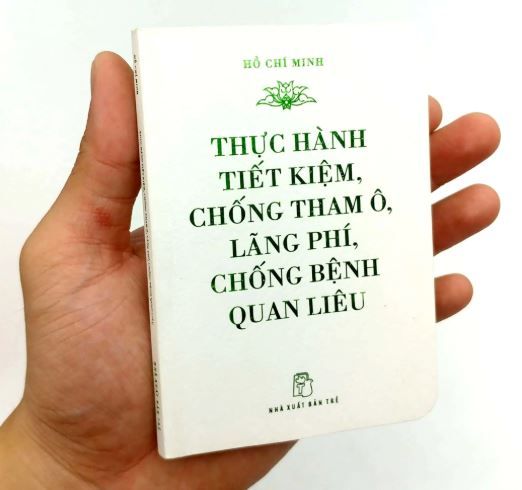 HỒ CHÍ MINH
THỰC HÀNH
TIẾT KIỆM,
CHỐNG THAM Ô,
LÃNG PHÍ,
CHỐNG BỆNH
QUAN LIÊU
NHÀ XUẤT BẢN TRẺ